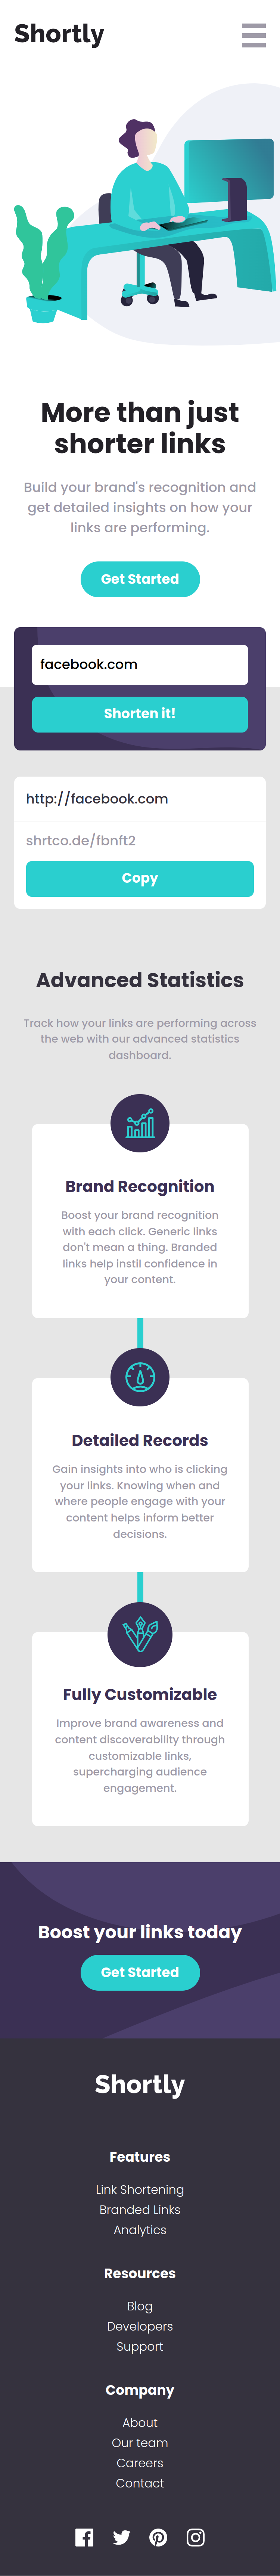 Shortly
More than just
shorter links
Build your brand's recognition and
get detailed insights on how your
links are performing.
Get Started
facebook.com
Shorten it!
http://facebook.com
shrtco.de/fbnft2
Copy
Advanced Statistics
Track how your links are performing across
the web with our advanced statistics
dashboard.
Brand Recognition
Boost your brand recognition
with each click. Generic links
don't mean a thing. Branded
links help instil confidence in
your content.
Detailed Records
Gain insights into who is clicking
your links. Knowing when and
where people engage with your
content helps inform better
decisions.
Fully Customizable
Improve brand awareness and
content discoverability through
customizable links,
supercharging audience
engagement.
Boost your links today
Get Started
Shortly
Features
Link Shortening
Branded Links
Analytics
Resources
Blog
Developers
Support
Company
About
Our team
Careers
Contact